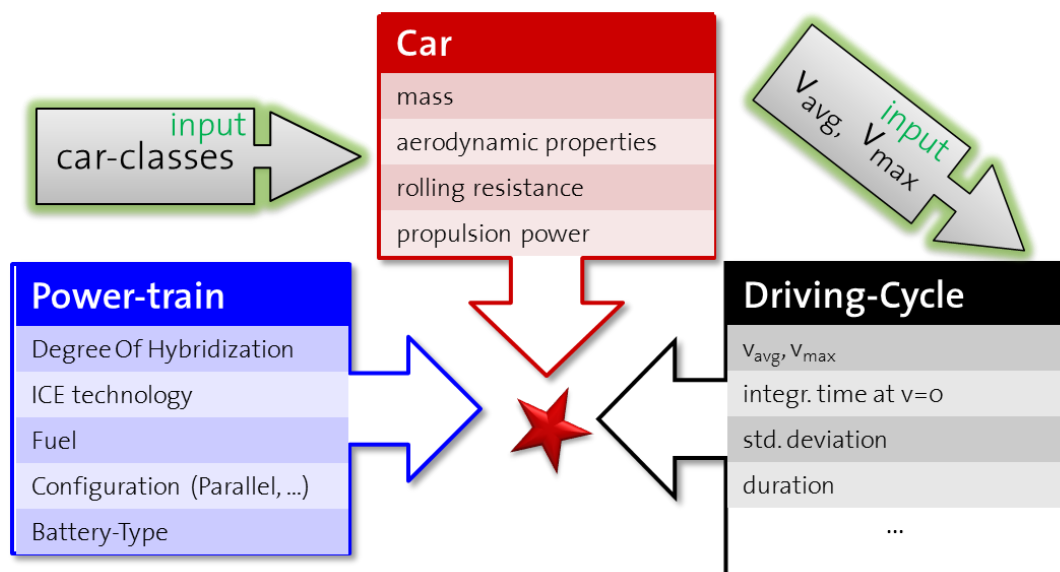 Car
mass
aerodynamic properties
rolling resistance
propulsion power
input
car-classes
input
vavg, vmax
Power-train
Degree Of Hybridization
ICE technology
Fuel
Configuration (Parallel, ...)
Battery-Type
Driving-Cycle
vavg, vmax
integr. time at v=0
std. deviation
duration
...